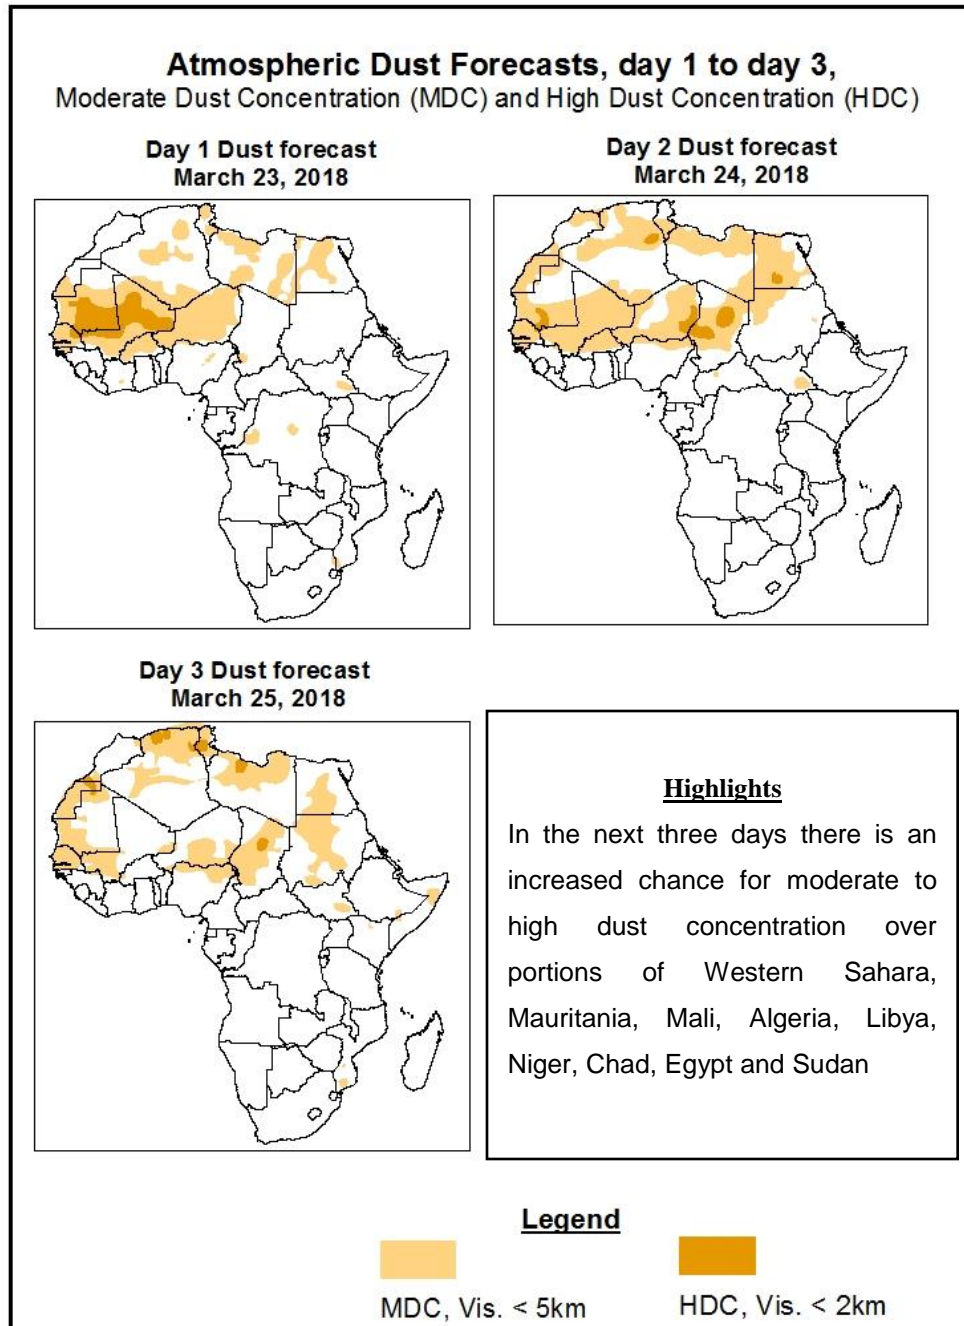 Atmospheric Dust Forecasts, day 1 to day 3,
Moderate Dust Concentration (MDC) and High Dust Concentration (HDC)
Day 1 Dust forecast
March 23, 2018
Day 2 Dust forecast
March 24, 2018
Day 3 Dust forecast
March 25, 2018
Highlights
In the next three days there is an
increased chance for moderate to
high dust concentration over
portions of Western Sahara,
Mauritania, Mali, Algeria, Libya,
Niger, Chad, Egypt and Sudan
Legend
MDC, Vis. < 5km
HDC, Vis. < 2km